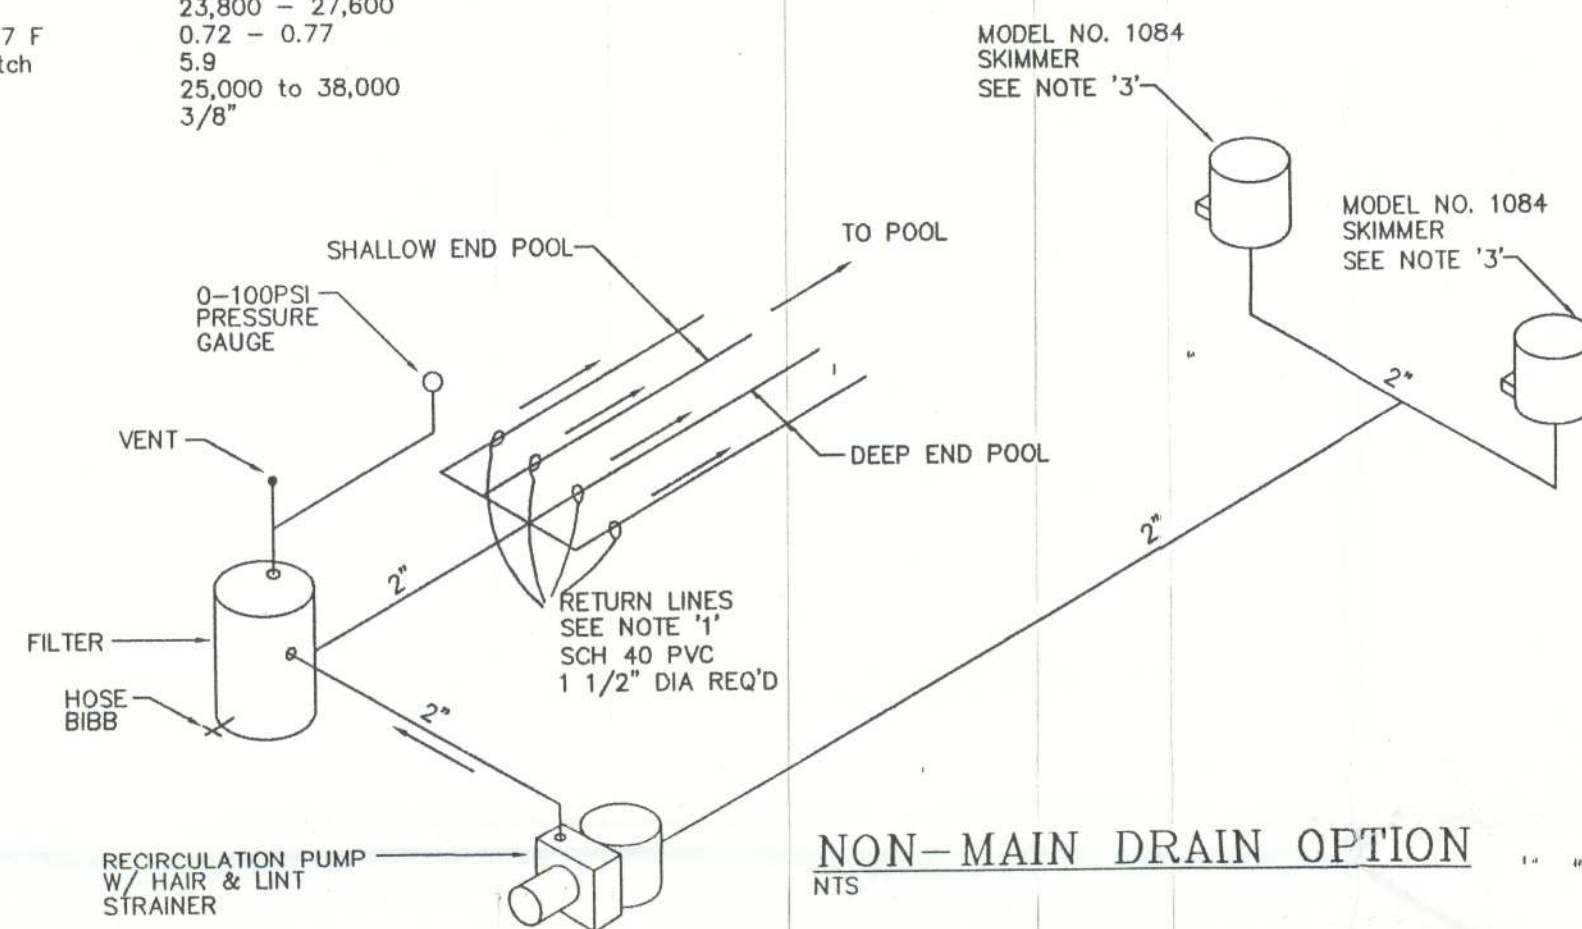 23,800 - 27,600
7 F 0.72 - 0.77
tch 5.9
25,000 to 38,000
3/8"
MODEL NO. 1084
SKIMMER
SEE NOTE '3'
MODEL NO. 1084
SKIMMER
SEE NOTE '3'
TO POOL
SHALLOW END POOL
0-100PSI
PRESSURE
GAUGE
2"
VENT
DEEP END POOL
2"
2"
RETURN LINES
SEE NOTE '1'
SCH 40 PVC
1 1/2" DIA REQ'D
FILTER
HOSE
BIBB
2"
RECIRCULATION PUMP
W/ HAIR & LINT
STRAINER
NON-MAIN DRAIN OPTION
NTS